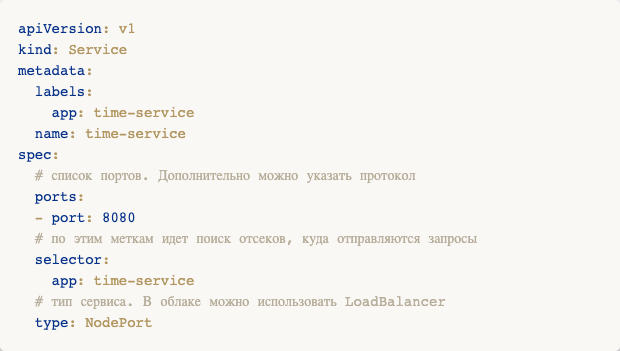 apiVersion: v1
kind: Service
metadata:
  labels:
    app: time-service
  name: time-service
spec:
  # список портов. Дополнительно можно указать протокол
  ports:
  - port: 8080
  # по этим меткам идет поиск отсеков, куда отправляются запросы
  selector:
    app: time-service
  # тип сервиса. В облаке можно использовать LoadBalancer
  type: NodePort